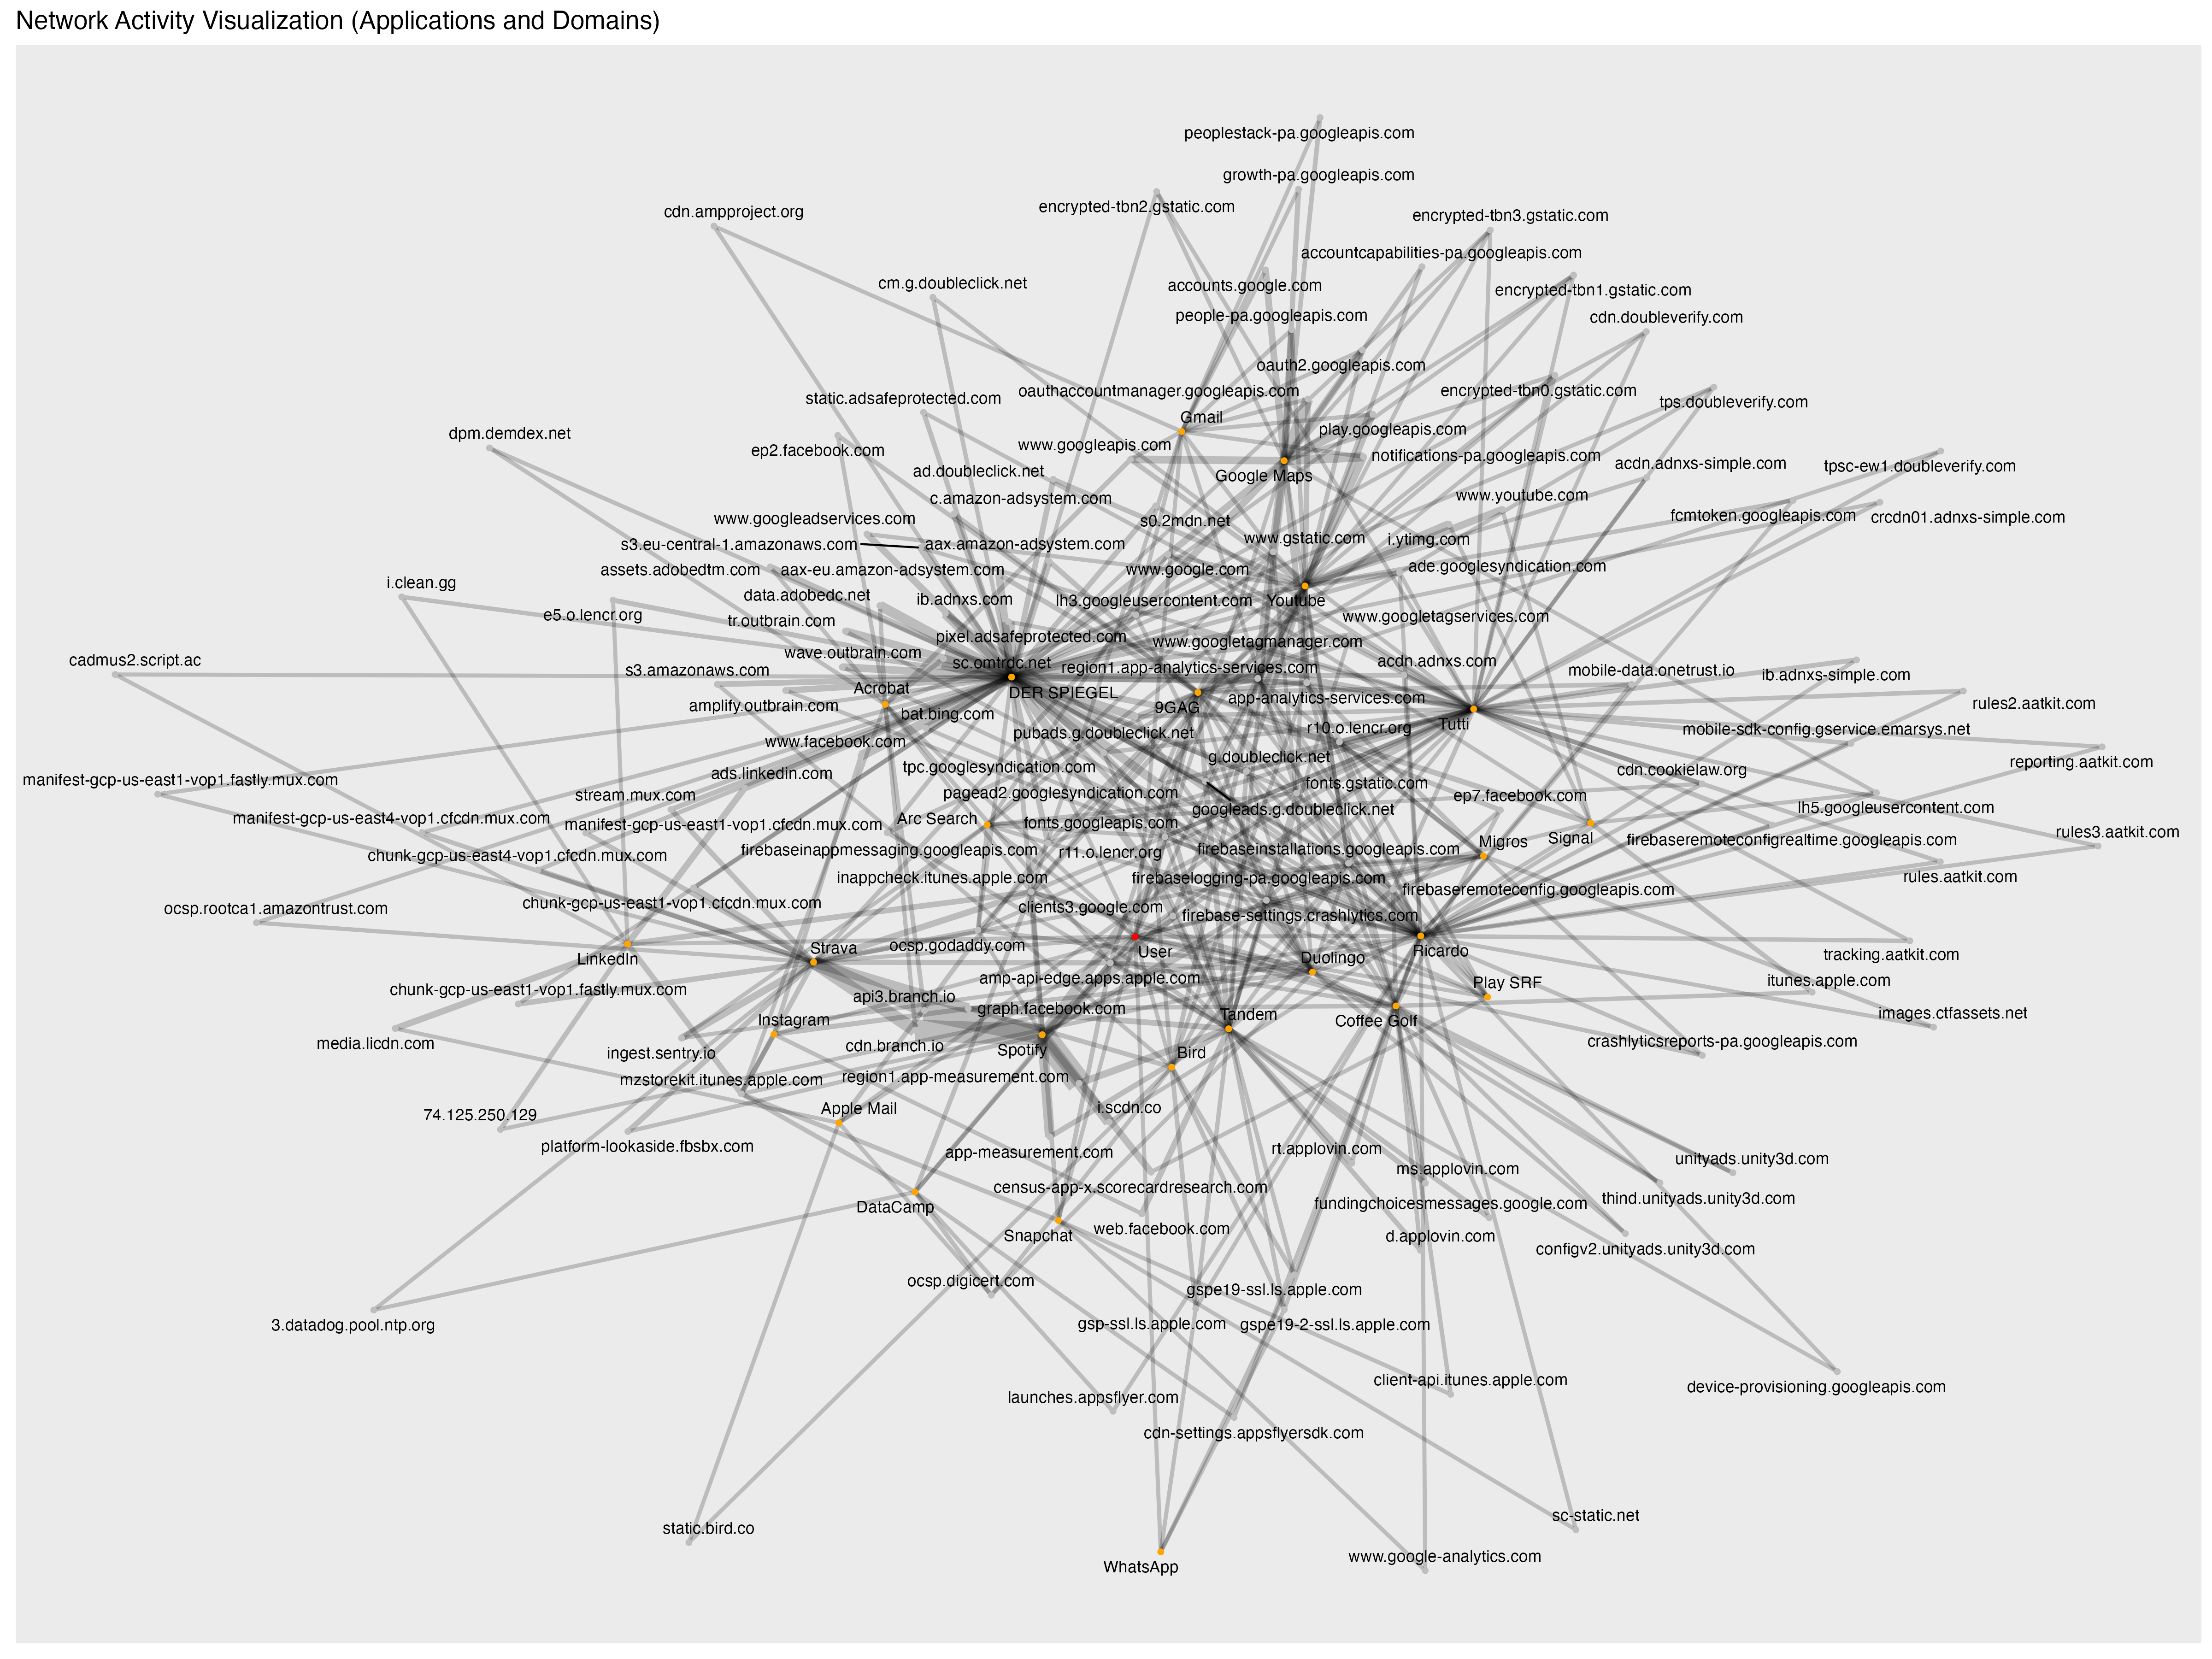 Network Activity Visualization (Applications and Domains)
peoplestack-pa.googleapis.com
growth-pa.googleapis.com
encrypted-tbn2.gstatic.com
cdn.ampproject.org
encrypted-tbn3.gstatic.com
accountcapabilities-pa.googleapis.com
cm.g.doubleclick.net
accounts.google.com
encrypted-tbn1.gstatic.com
people-pa.googleapis.com
cdn.doubleverify.com
oauth2.googleapis.com
oauthaccountmanager.googleapis.com
encrypted-tbn0.gstatic.com
static.adsafeprotected.com
tps.doubleverify.com
Gmail
play.googleapis.com
dpm.demdex.net
www.googleapis.com
ep2.facebook.com
notifications-pa.googleapis.com
acdn.adnxs-simple.com
tpsc-ew1.doubleverify.com
ad.doubleclick.net
Google Maps
www.youtube.com
c.amazon-adsystem.com
fcmtoken.googleapis.com
crcdn01.adnxs-simple.com
www.googleadservices.com
s0.2mdn.net
www.gstatic.com
i.ytimg.com
s3.eu-central-1.amazonaws.com
aax.amazon-adsystem.com
ade.googlesyndication.com
assets.adobedtm.com
aax-eu.amazon-adsystem.com
www.google.com
i.clean.gg
data.adobedc.net
ib.adnxs.com
lh3.googleusercontent.com
Youtube
e5.o.lencr.org
www.googletagservices.com
tr.outbrain.com
pixel.adsafeprotected.com
www.googletagmanager.com
wave.outbrain.com
cadmus2.script.ac
sc.omtrdc.net
region1.app-analytics-services.com
acdn.adnxs.com
s3.amazonaws.com
mobile-data.onetrust.io
ib.adnxs-simple.com
Acrobat
DER SPIEGEL
app-analytics-services.com
rules2.aatkit.com
amplify.outbrain.com
9GAG
bat.bing.com
Tutti
r10.o.lencr.org
mobile-sdk-config.gservice.emarsys.net
pubads.g.doubleclick.net
www.facebook.com
g.doubleclick.net
reporting.aatkit.com
tpc.googlesyndication.com
ads.linkedin.com
cdn.cookielaw.org
manifest-gcp-us-east1-vop1.fastly.mux.com
fonts.gstatic.com
pagead2.googlesyndication.com
stream.mux.com
ep7.facebook.com
googleads.g.doubleclick.net
lh5.googleusercontent.com
manifest-gcp-us-east4-vop1.cfcdn.mux.com
Arc Search
manifest-gcp-us-east1-vop1.cfcdn.mux.com
fonts.googleapis.com
rules3.aatkit.com
Signal
Migros
firebaseremoteconfigrealtime.googleapis.com
firebaseinappmessaging.googleapis.com
r11.o.lencr.org
firebaseinstallations.googleapis.com
chunk-gcp-us-east4-vop1.cfcdn.mux.com
inappcheck.itunes.apple.com
firebaselogging-pa.googleapis.com
rules.aatkit.com
firebaseremoteconfig.googleapis.com
chunk-gcp-us-east1-vop1.cfcdn.mux.com
ocsp.rootca1.amazontrust.com
clients3.google.com
firebase-settings.crashlytics.com
ocsp.godaddy.com
Strava
User
Ricardo
tracking.aatkit.com
LinkedIn
Duolingo
amp-api-edge.apps.apple.com
itunes.apple.com
Play SRF
chunk-gcp-us-east1-vop1.fastly.mux.com
api3.branch.io
graph.facebook.com
images.ctfassets.net
Tandem
Instagram
Coffee Golf
media.licdn.com
crashlyticsreports-pa.googleapis.com
cdn.branch.io
Spotify
Bird
ingest.sentry.io
region1.app-measurement.com
mzstorekit.itunes.apple.com
Apple Mail
i.scdn.co
74.125.250.129
platform-lookaside.fbsbx.com
rt.applovin.com
app-measurement.com
unityads.unity3d.com
ms.applovin.com
census-app-x.scorecardresearch.com
thind.unityads.unity3d.com
fundingchoicesmessages.google.com
DataCamp
web.facebook.com
Snapchat
d.applovin.com
configv2.unityads.unity3d.com
ocsp.digicert.com
gspe19-ssl.ls.apple.com
3.datadog.pool.ntp.org
gsp-ssl.ls.apple.com
gspe19-2-ssl.ls.apple.com
client-api.itunes.apple.com
device-provisioning.googleapis.com
launches.appsflyer.com
cdn-settings.appsflyersdk.com
sc-static.net
static.bird.co
www.google-analytics.com
WhatsApp